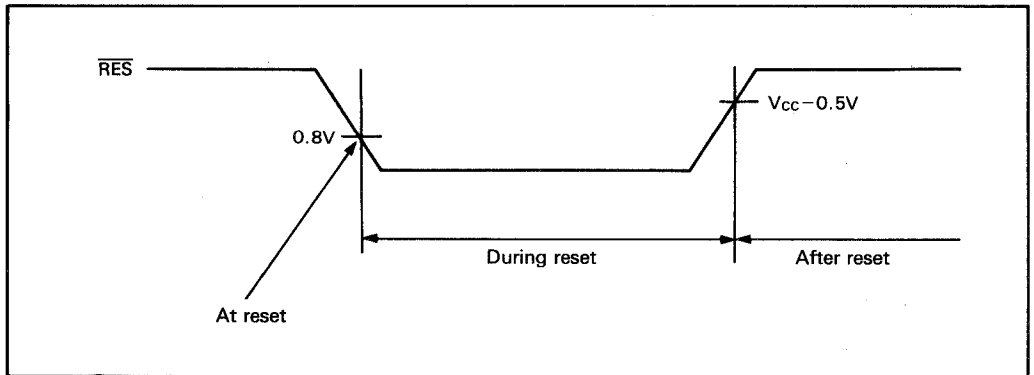 RES
Vcc−0.5V
0.8V
During reset
After reset
At reset